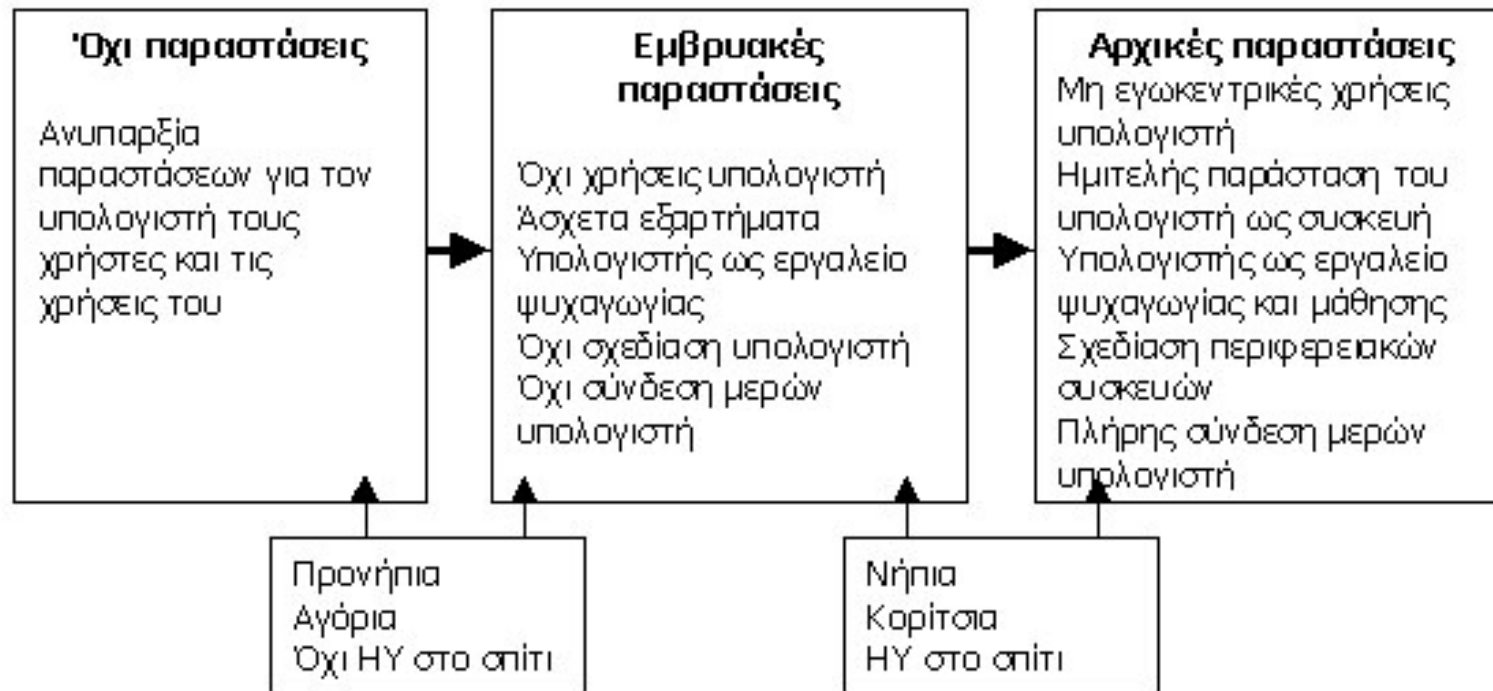 Όχι παραστάσεις
Ανυπαρξία
παραστάσεων για τον
υπολογιστή τους
χρήστες και τις
χρήσεις του
Εμβρυακές
παραστάσεις
Όχι χρήσεις υπολογιστή
Άσχετα εξαρτήματα
Υπολογιστής ως εργαλείο
ψυχαγωγίας
Όχι σχεδίαση υπολογιστή
Όχι σύνδεση μερών
υπολογιστή
Αρχικές παραστάσεις
Μη εγωκεντρικές χρήσεις
υπολογιστή
Ημιτελής παράσταση του
υπολογιστή ως συσκευή
Υπολογιστής ως εργαλείο
ψυχαγωγίας και μάθησης
Σχεδίαση περιφερειακών
συσκευών
Πλήρης σύνδεση μερών
υπολογιστή
Προνήπια
Αγόρια
Όχι ΗΥ στο σπίτι
Νήπια
Κορίτσια
ΗΥ στο σπίτι